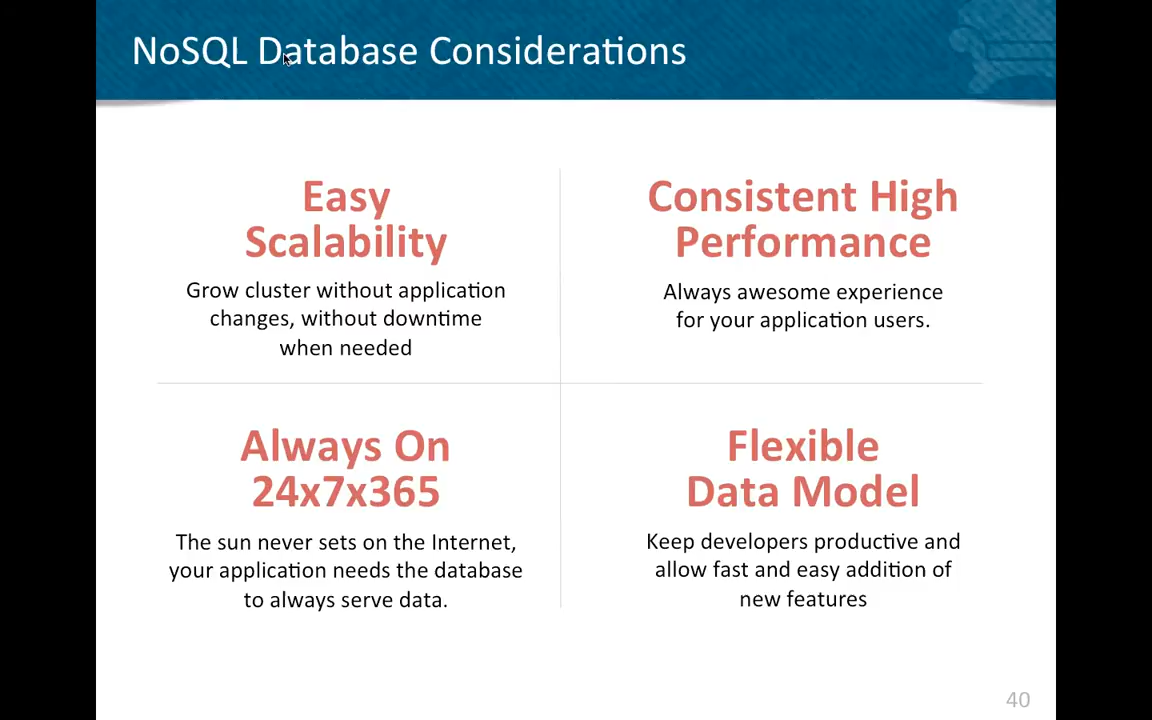 NoSQL Database Considerations
Easy
Scalability
Grow cluster without application
changes, without downtime
when needed
Consistent High
Performance
Always awesome experience
for your application users.
Always On
24x7x365
The sun never sets on the Internet,
your application needs the database
to always serve data.
Flexible
Data Model
Keep developers productive and
allow fast and easy addition of
new features
40